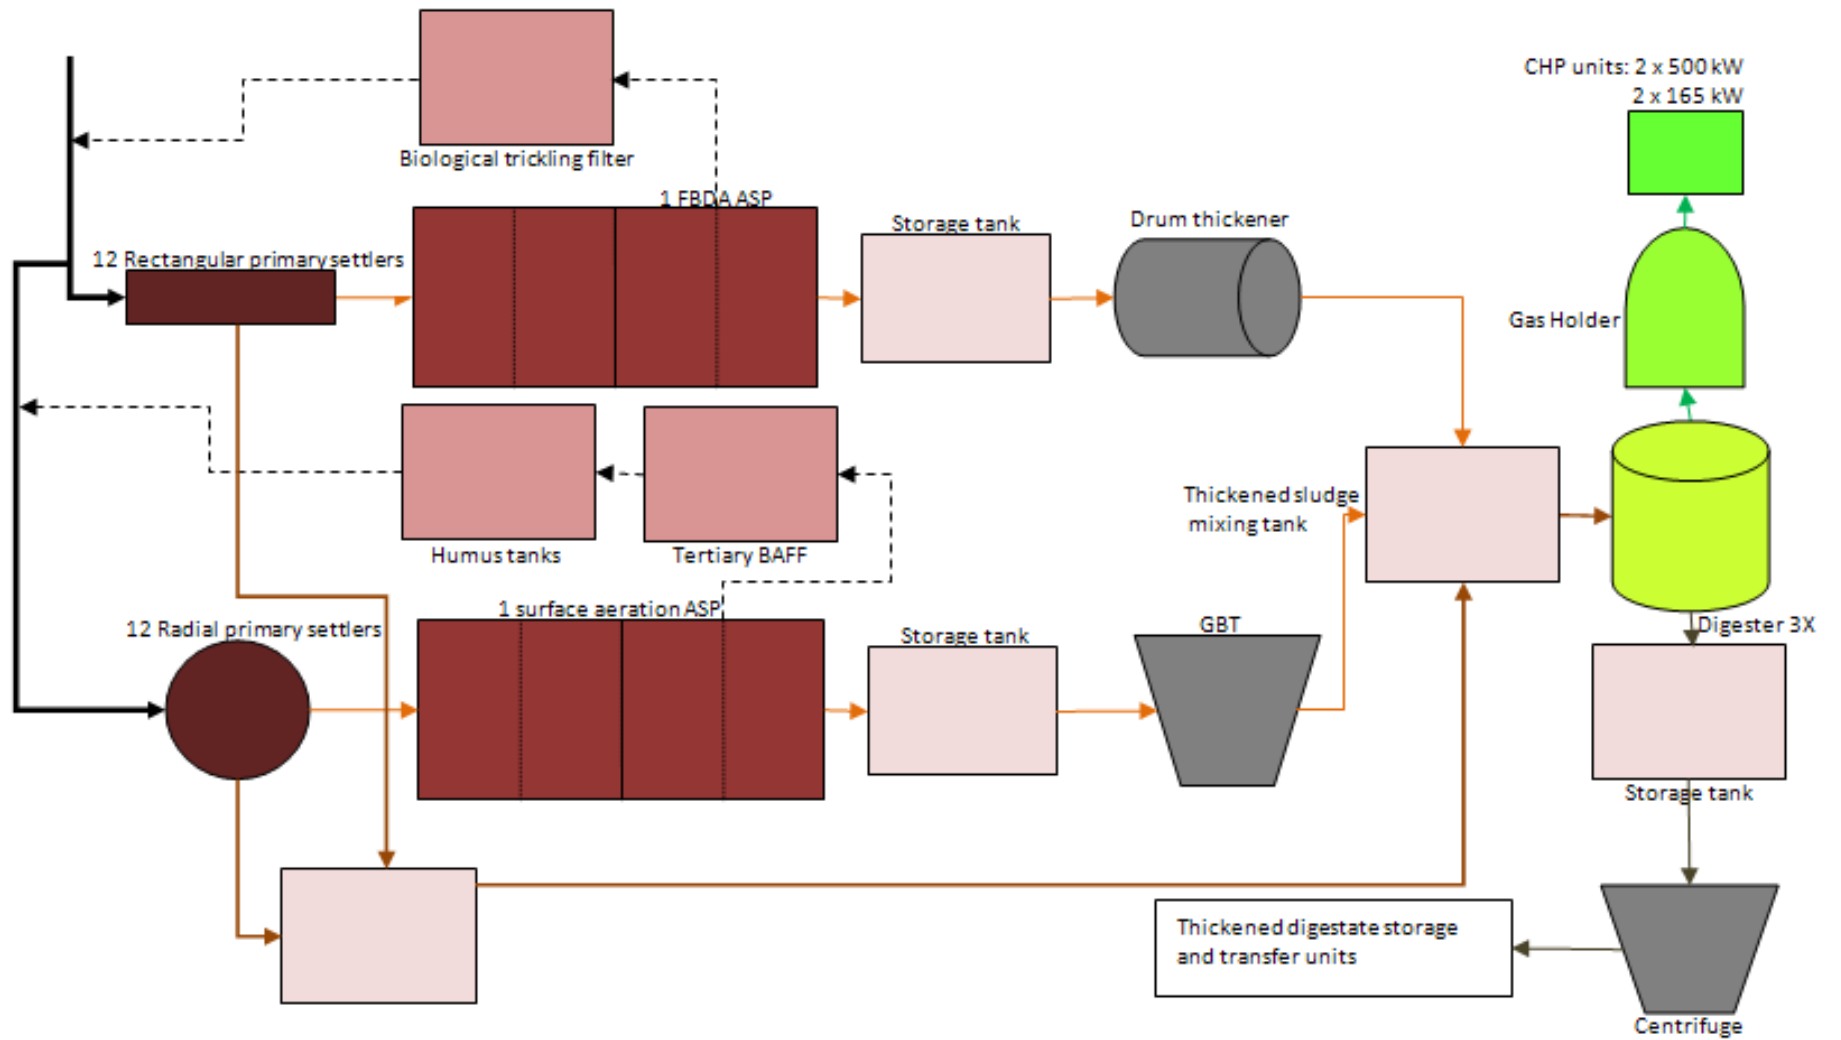 CHP units: 2 x 500 kW
2 x 165 kW
Biological trickling filter
1 FBDA ASP
Storage tank
Drum thickener
12 Rectangular primary settlers
Gas Holder
Thickened sludge
mixing tank
Humus tanks
Tertiary BAFF
1 surface aeration ASP
12 Radial primary settlers
Storage tank
GBT
Digester 3X
Storage tank
Thickened digestate storage
and transfer units
Centrifuge